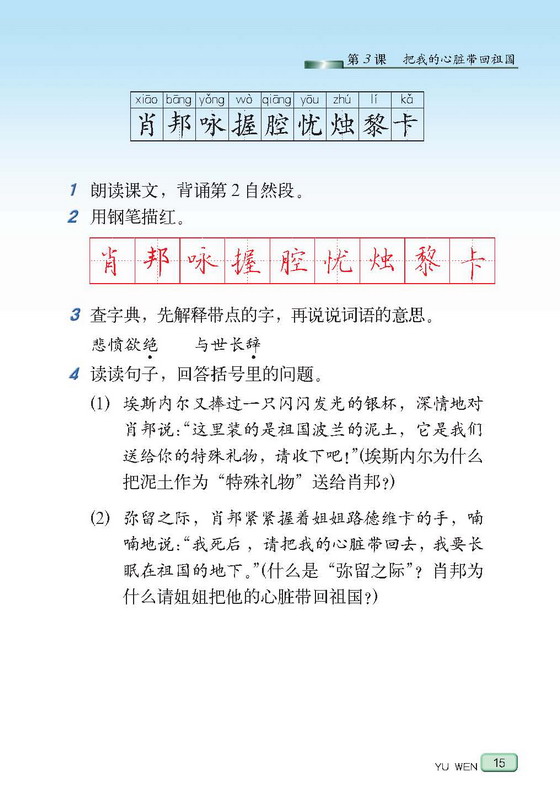 第3课 把我的心脏带回祖国
xiāo bāng yǒng wò qiāng yōu zhú lí kǎ
肖邦咏握腔忧烛黎卡
1 朗读课文，背诵第2自然段。
2 用钢笔描红。
肖邦咏握腔忧烛黎卡
3 查字典，先解释带点的字，再说说词语的意思。
悲愤欲绝 与世长辞
4 读读句子，回答括号里的问题。
(1) 埃斯内尔又捧过一只闪闪发光的银杯，深情地对
肖邦说：“这里装的是祖国波兰的泥土，它是我们
送给你的特殊礼物，请收下吧！”(埃斯内尔为什么
把泥土作为“特殊礼物”送给肖邦？)
(2) 弥留之际，肖邦紧紧握着姐姐路德维卡的手，喃
喃地说：“我死后，请把我的心脏带回去，我要长
眠在祖国的地下。”(什么是“弥留之际”？肖邦为
什么请姐姐把他的心脏带回祖国？)
YU WEN 15